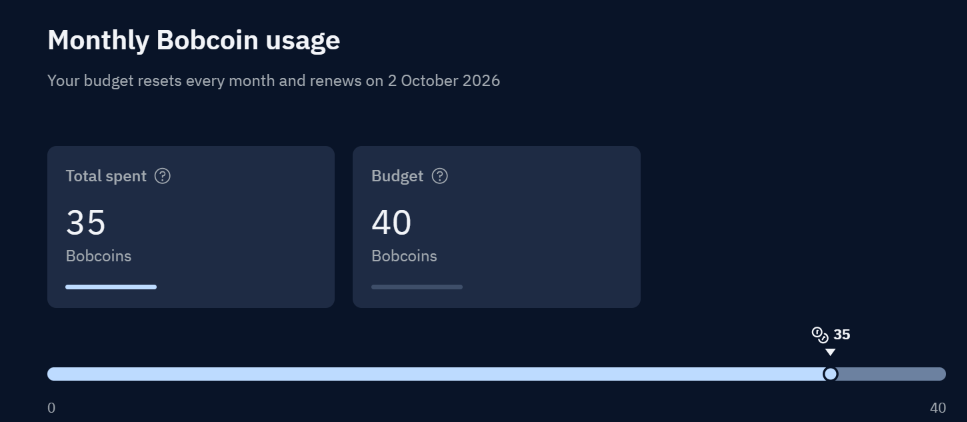 Monthly Bobcoin usage
Your budget resets every month and renews on 2 October 2026
Total spent ?
35
Bobcoins
Budget ?
40
Bobcoins
35
0
40